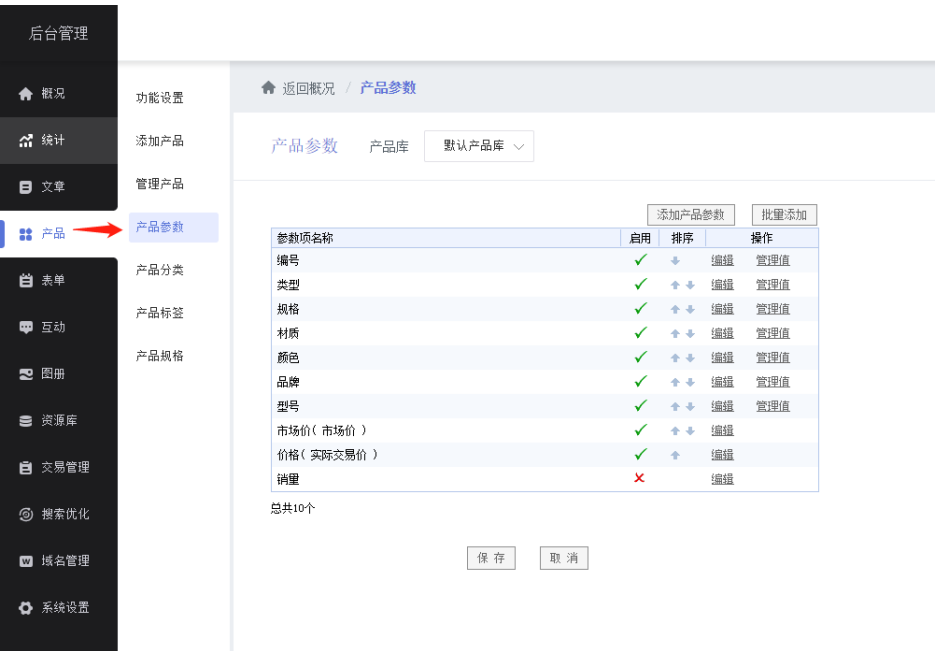 后台管理
概况
统计
文章
产品
表单
互动
图册
资源库
交易管理
搜索优化
域名管理
系统设置
功能设置
添加产品
管理产品
产品参数
产品分类
产品标签
产品规格
返回概况 / 产品参数
产品参数 产品库 默认产品库
添加产品参数 批量添加
参数项名称 启用 排序 操作
编号 编辑 管理值
类型 编辑 管理值
规格 编辑 管理值
材质 编辑 管理值
颜色 编辑 管理值
品牌 编辑 管理值
型号 编辑 管理值
市场价( 市场价 ) 编辑
价格( 实际交易价 ) 编辑
销量 编辑
总共10个
保 存 取 消